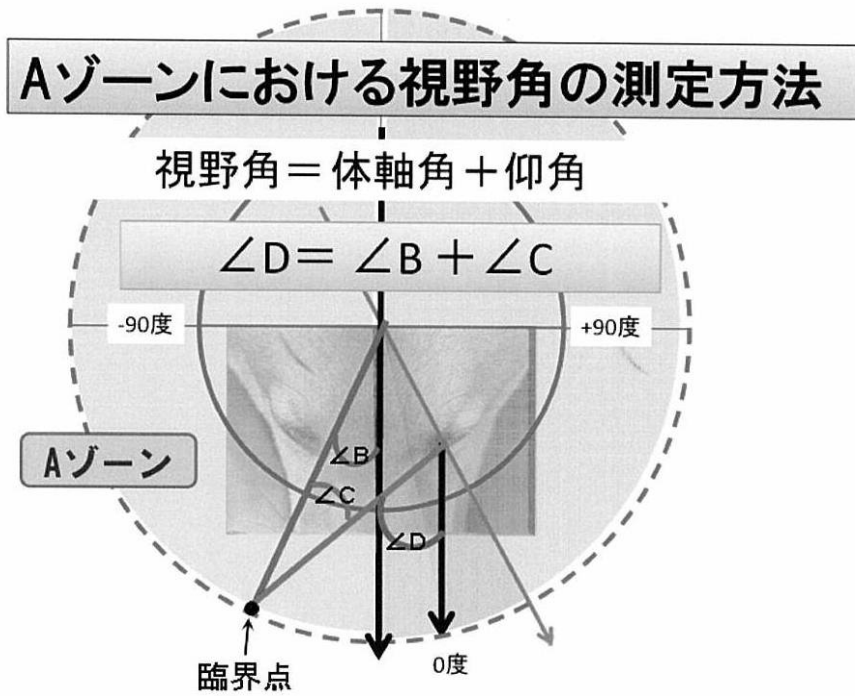 Aゾーンにおける視野角の測定方法
視野角＝体軸角＋仰角
∠D＝ ∠B＋∠C
-90度
+90度
Aゾーン
∠B
∠C
∠D
0度
臨界点